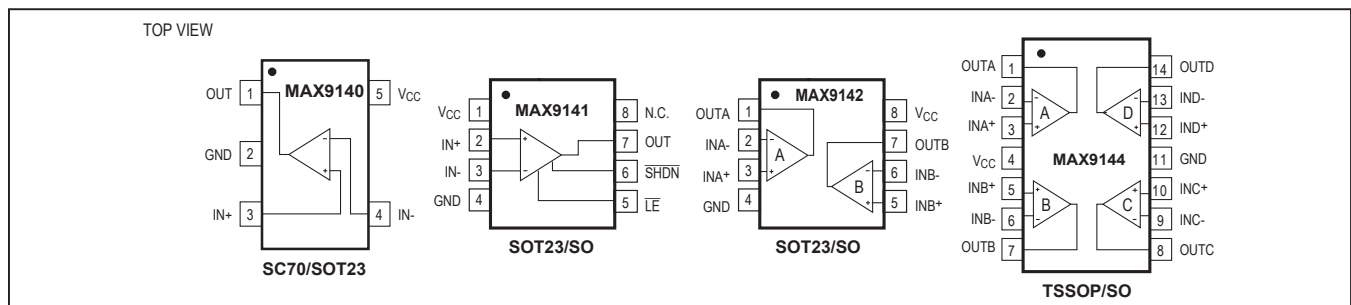 TOP VIEW
MAX9140
OUT 1
5 VCC
GND 2
IN+ 3
4 IN-
-
+
SC70/SOT23
MAX9141
VCC 1
8 N.C.
IN+ 2
7 OUT
IN- 3
6 SHDN
GND 4
5 LE
+
-
SOT23/SO
MAX9142
OUTA 1
8 VCC
INA- 2
7 OUTB
INA+ 3
6 INB-
GND 4
5 INB+
- A +
- B +
SOT23/SO
OUTA 1
14 OUTD
INA- 2
13 IND-
INA+ 3
12 IND+
VCC 4
MAX9144
11 GND
INB+ 5
10 INC+
INB- 6
9 INC-
OUTB 7
8 OUTC
- A +
- D +
+ B -
+ C -
TSSOP/SO